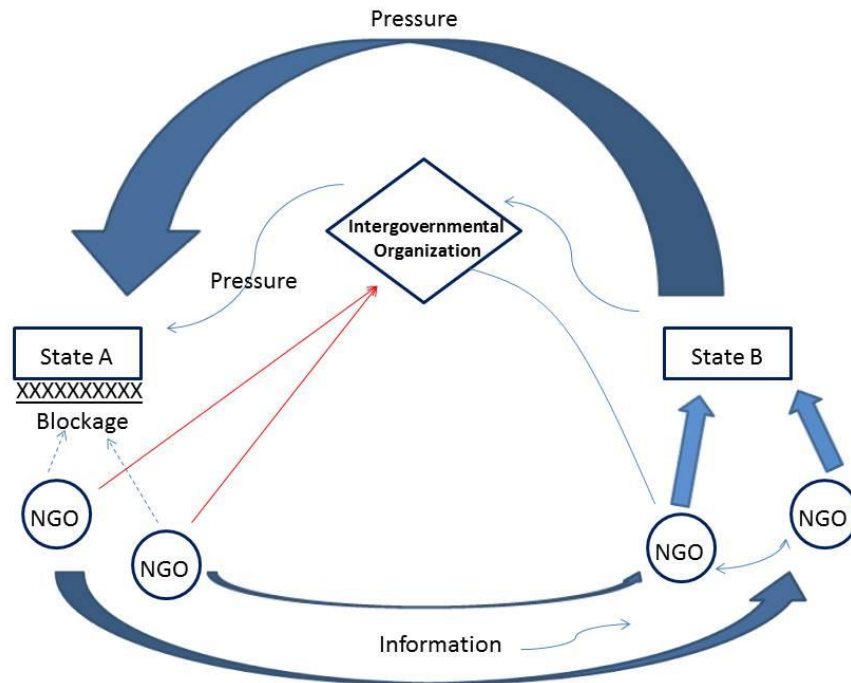 Pressure
Intergovernmental
Organization
Pressure
State A
State B
XXXXXXXXXX
Blockage
NGO
NGO
NGO
NGO
Information